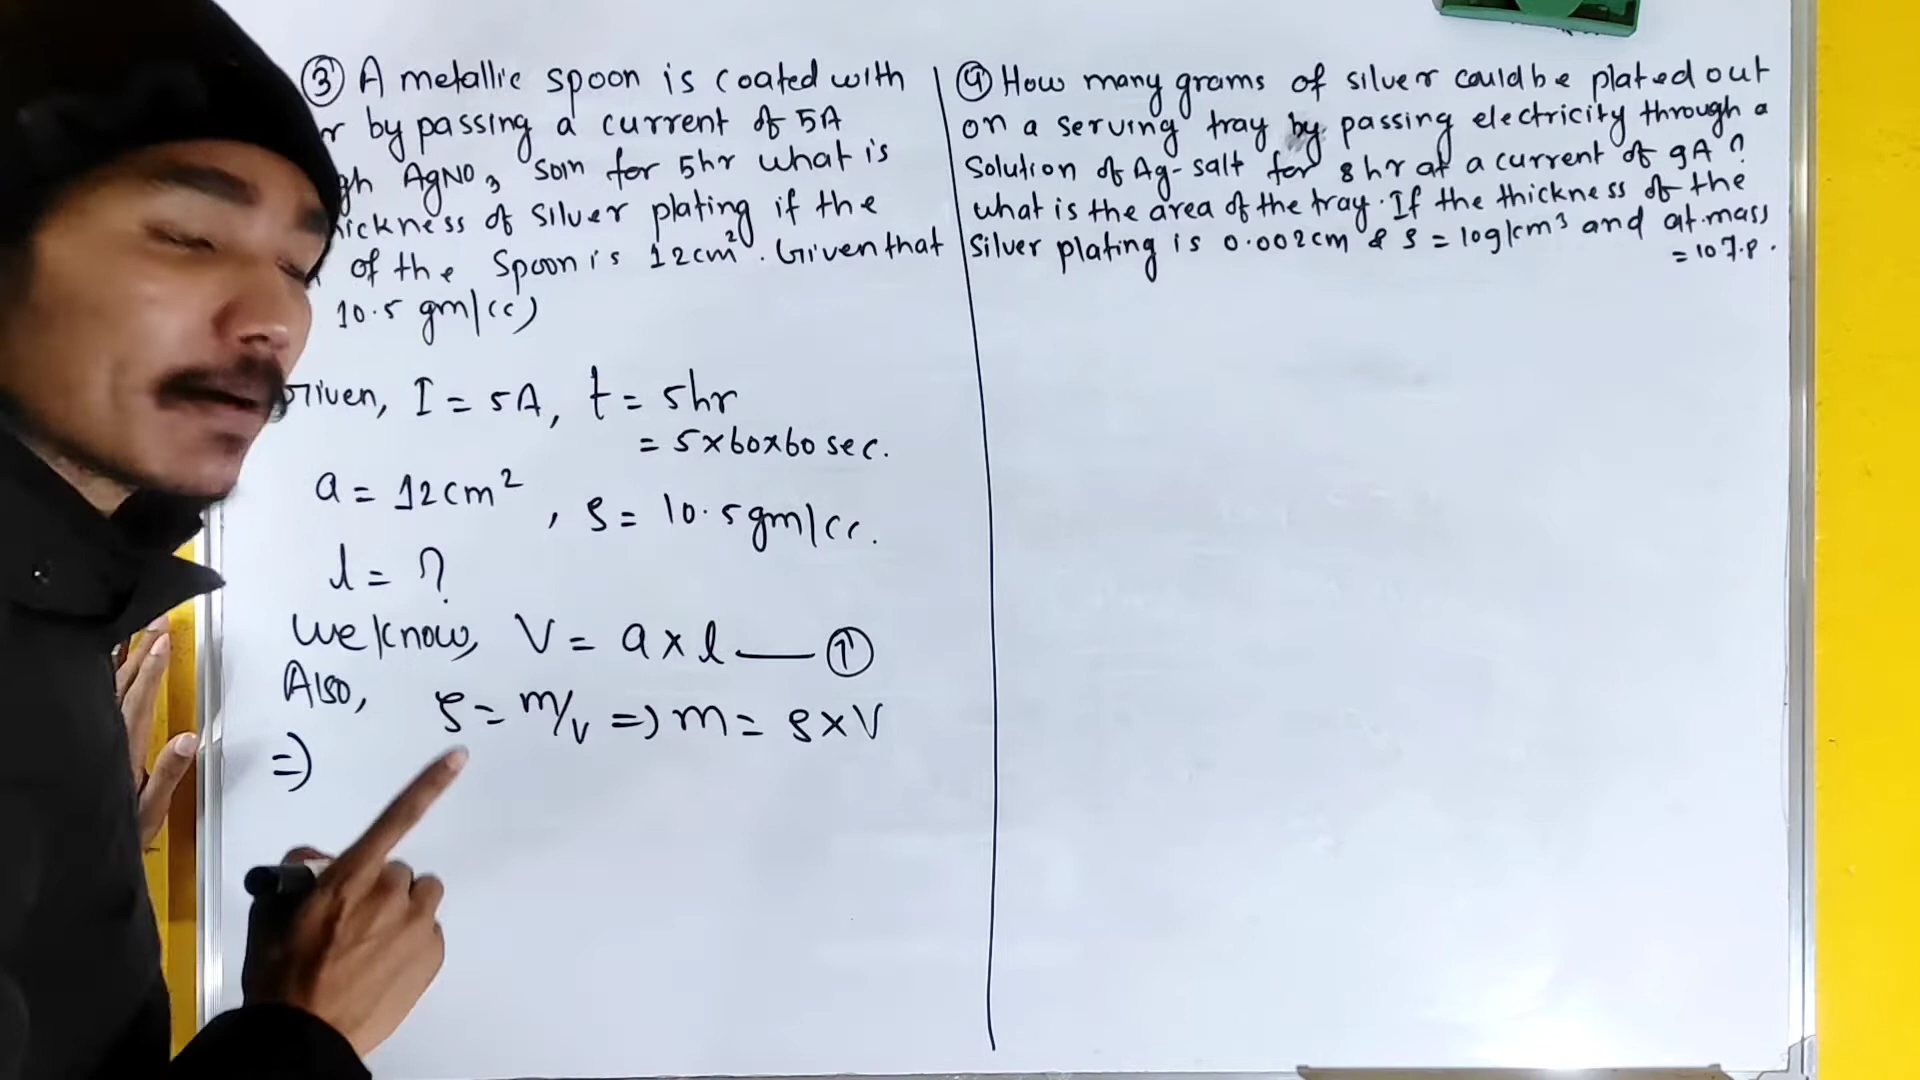 ③ A metallic spoon is coated with
by passing a current of 5A
AgNO3 soln for 5hr what is
of silver plating if the
of the spoon is 12cm². Given that
10.5 gm/cc)
Given, I = 5A, t = 5hr
= 5×60×60 sec.
a = 12cm², ρ = 10.5gm/cc.
l = ?
We know, V = a × l — ①
Also, ρ = m/v ⇒ m = ρ×V
⇒
④ How many grams of silver could be plated out
on a serving tray by passing electricity through a
solution of Ag-salt for 8hr at a current of 9A?
what is the area of the tray. If the thickness of the
silver plating is 0.002cm & ρ = 10g/cm³ and at.mass
= 107.8.